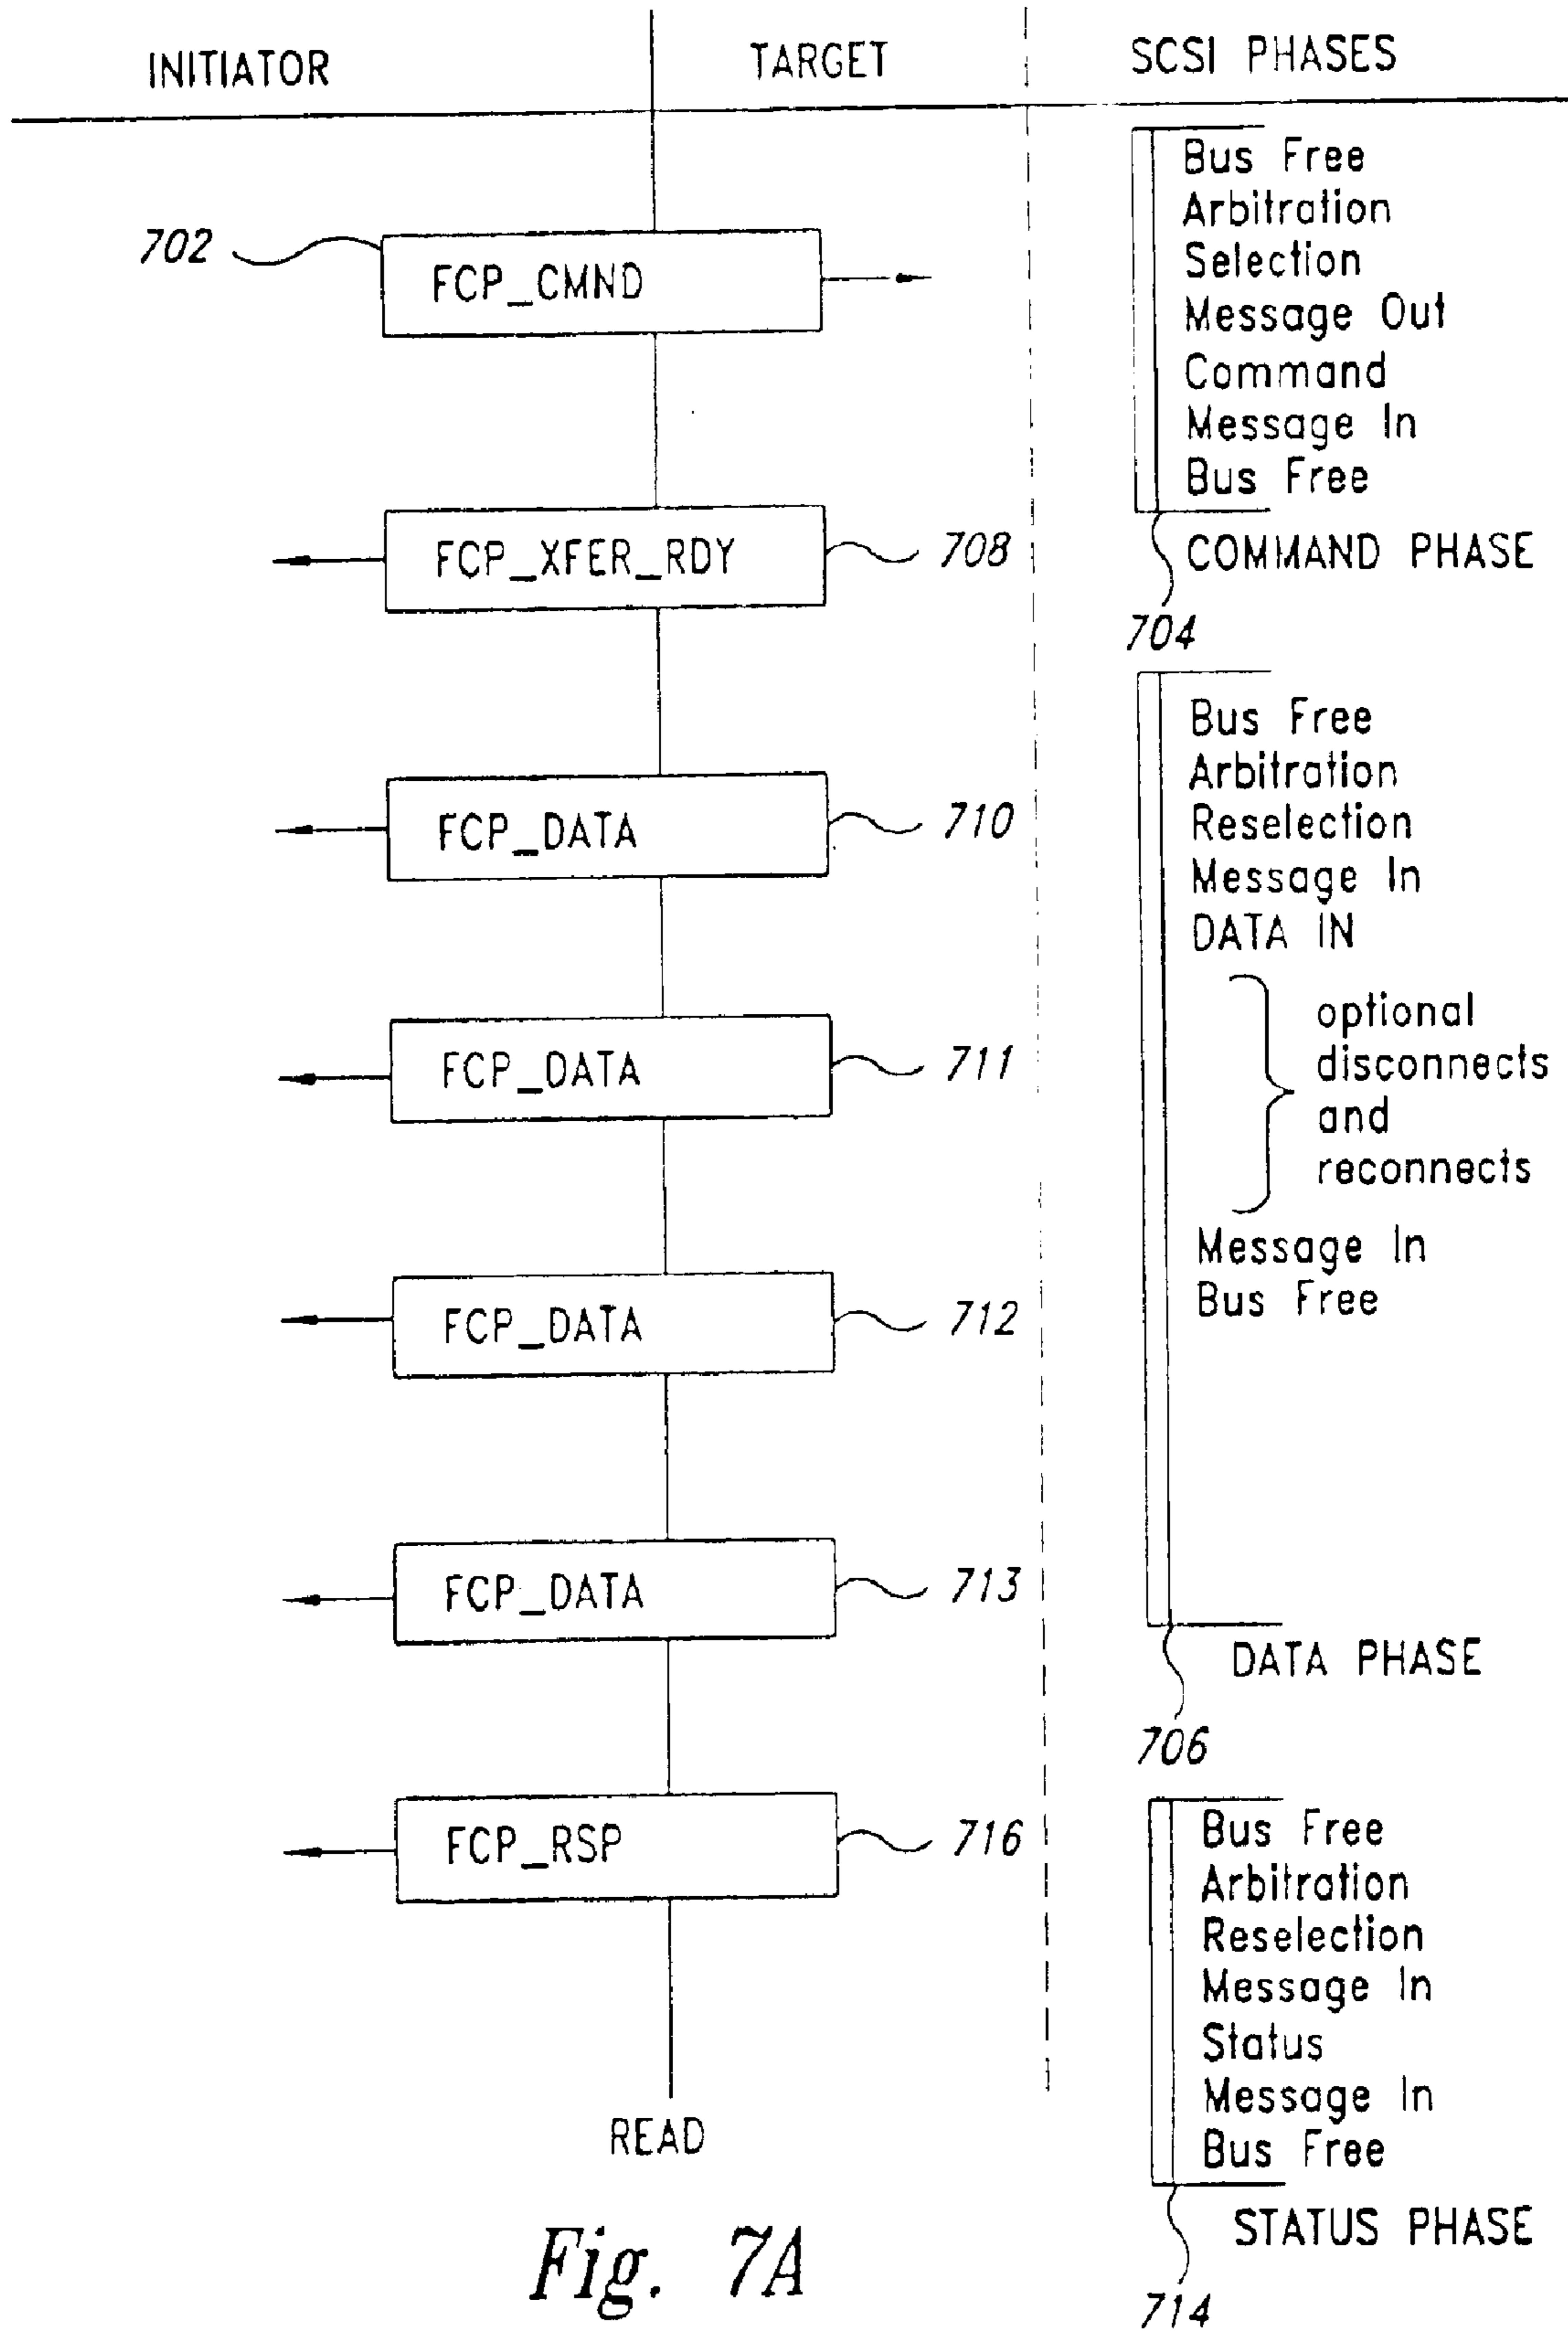 INITIATOR
TARGET
SCSI PHASES
702
FCP_CMND
Bus Free
Arbitration
Selection
Message Out
Command
Message In
Bus Free
COMMAND PHASE
704
FCP_XFER_RDY
708
FCP_DATA
710
FCP_DATA
711
FCP_DATA
712
FCP_DATA
713
Bus Free
Arbitration
Reselection
Message In
DATA IN
optional
disconnects
and
reconnects
Message In
Bus Free
DATA PHASE
706
FCP_RSP
716
Bus Free
Arbitration
Reselection
Message In
Status
Message In
Bus Free
STATUS PHASE
714
READ
Fig. 7A